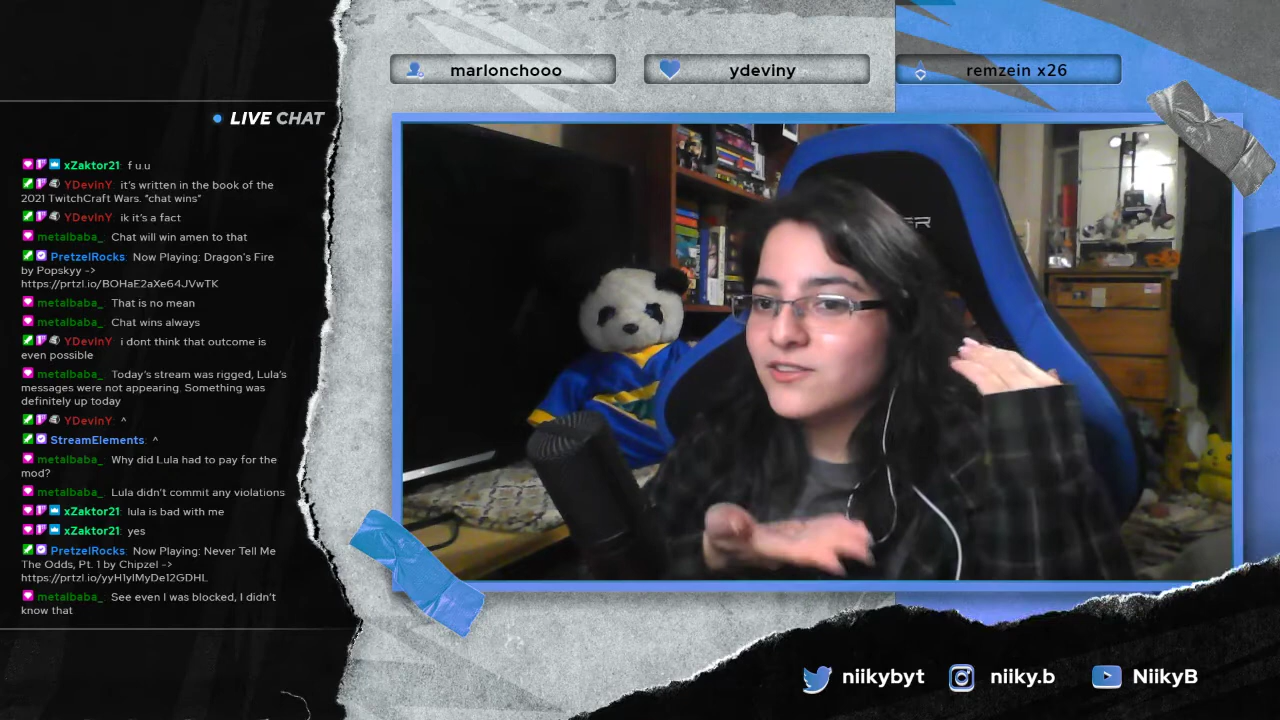 marlonchooo
ydeviny
remzein x26
LIVE CHAT
xZaktor21: f u.u
YDevinY it's written in the book of the
2021 TwitchCraft Wars. "chat wins"
YDevinY ik it's a fact
metalbaba_: Chat will win amen to that
PretzelRocks: Now Playing: Dragon's Fire
by Popskyy ->
https://prtzl.io/BOHaE2aXe64JVwTK
metalbaba_: That is no mean
metalbaba_: Chat wins always
YDevinY i dont think that outcome is
even possible
metalbaba_: Today's stream was rigged, Lula's
messages were not appearing. Something was
definitely up today
YDevinY ^
StreamElements: ^
metalbaba_: Why did Lula had to pay for the
mod?
metalbaba_: Lula didn't commit any violations
xZaktor21: lula is bad with me
xZaktor21: yes
PretzelRocks: Now Playing: Never Tell Me
The Odds, Pt. 1 by Chipzel ->
https://prtzl.io/yyH1ylMyDe12GDHL
metalbaba_: See even I was blocked, I didn't
know that
niikybyt
niiky.b
NiikyB